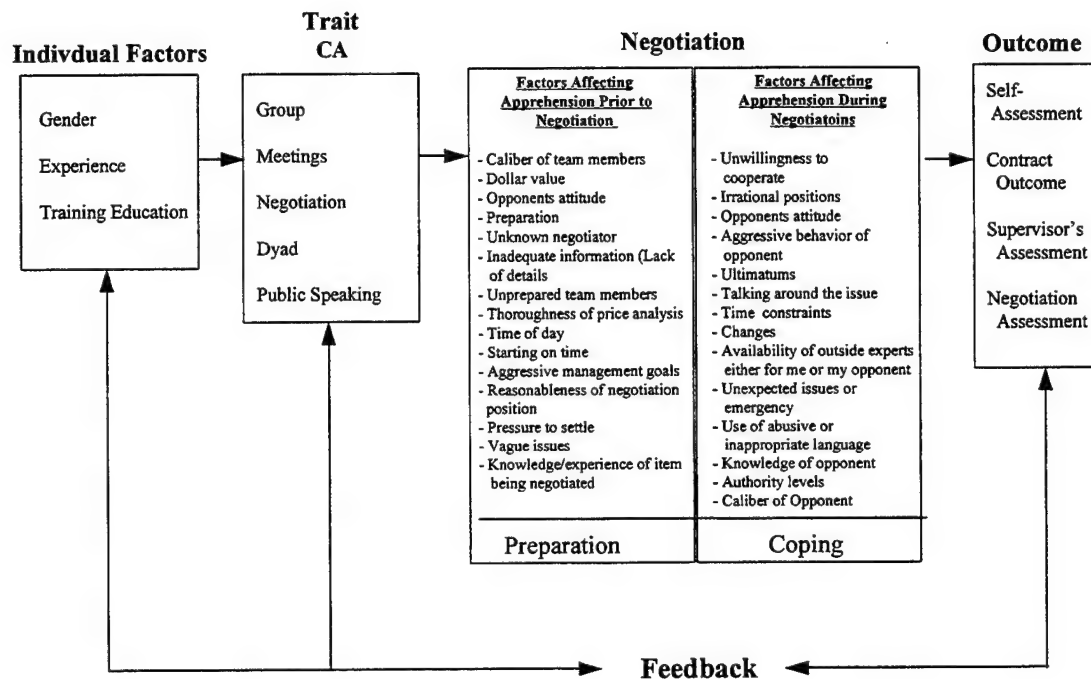 Indivdual Factors
Gender
Experience
Training Education
Trait
CA
Group
Meetings
Negotiation
Dyad
Public Speaking
Negotiation
Factors Affecting
Apprehension Prior to
Negotiation
- Caliber of team members
- Dollar value
- Opponents attitude
- Preparation
- Unknown negotiator
- Inadequate information (Lack
of details
- Unprepared team members
- Thoroughness of price analysis
- Time of day
- Starting on time
- Aggressive management goals
- Reasonableness of negotiation
position
- Pressure to settle
- Vague issues
- Knowledge/experience of item
being negotiated
Preparation
Factors Affecting
Apprehension During
Negotiatoins
- Unwillingness to
cooperate
- Irrational positions
- Opponents attitude
- Aggressive behavior of
opponent
- Ultimatums
- Talking around the issue
- Time constraints
- Changes
- Availability of outside experts
either for me or my opponent
- Unexpected issues or
emergency
- Use of abusive or
inappropriate language
- Knowledge of opponent
- Authority levels
- Caliber of Opponent
Coping
Outcome
Self-
Assessment
Contract
Outcome
Supervisor's
Assessment
Negotiation
Assessment
Feedback